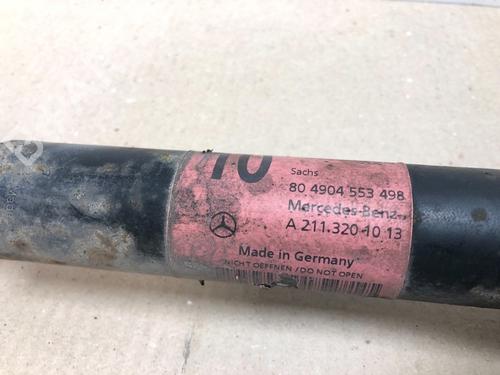 10
Sachs
80 4904 553 498
Mercedes-Benz
A 211 320 10 13
Made in Germany
NICHT OEFFNEN / DO NOT OPEN